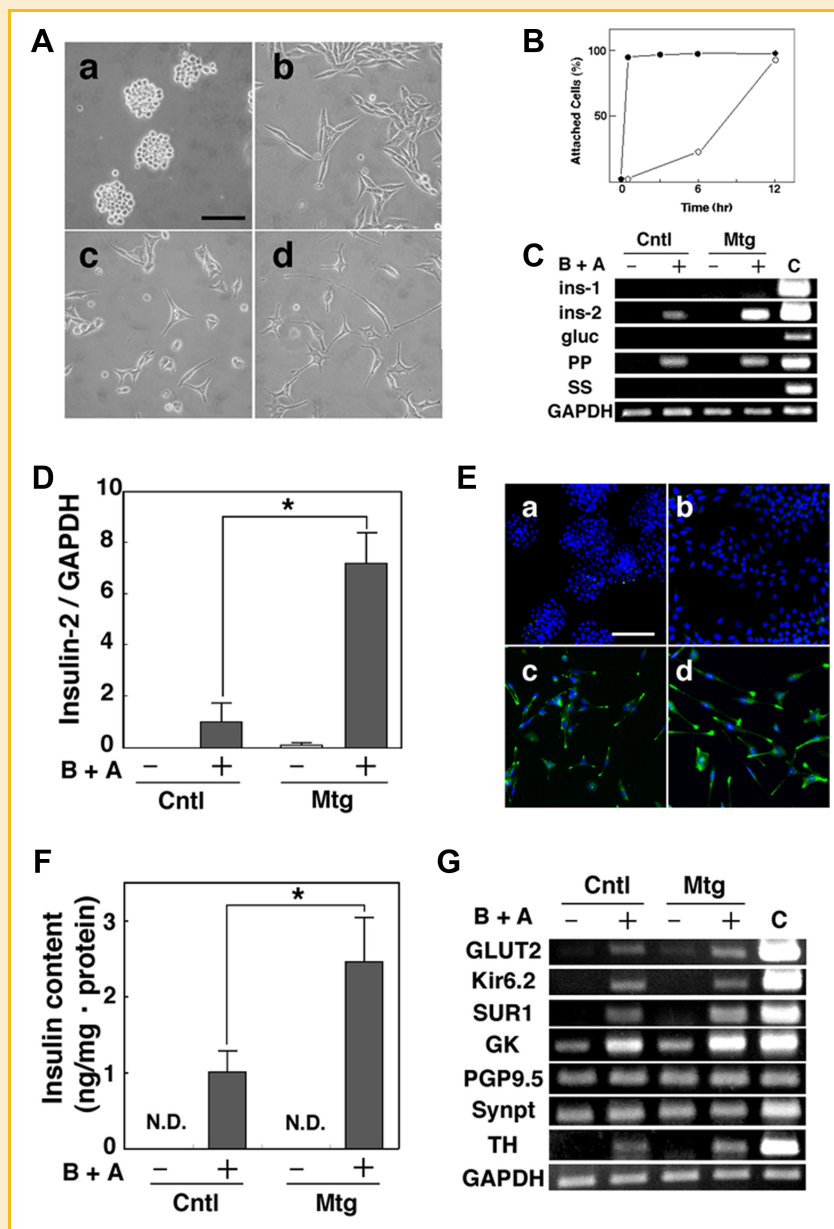 A
a
b
c
d
B
100
50
Attached Cells (%)
0
6
12
Time (hr)
C
Cntl
Mtg
B + A
−
+
−
+
C
ins-1
ins-2
gluc
PP
SS
GAPDH
D
10
8
6
4
2
0
Insulin-2 / GAPDH
*
B + A
−
+
−
+
Cntl
Mtg
E
a
b
c
d
F
3
2
1
0
Insulin content
(ng/mg · protein)
*
N.D.
N.D.
B + A
−
+
−
+
Cntl
Mtg
G
Cntl
Mtg
B + A
−
+
−
+
C
GLUT2
Kir6.2
SUR1
GK
PGP9.5
Synpt
TH
GAPDH